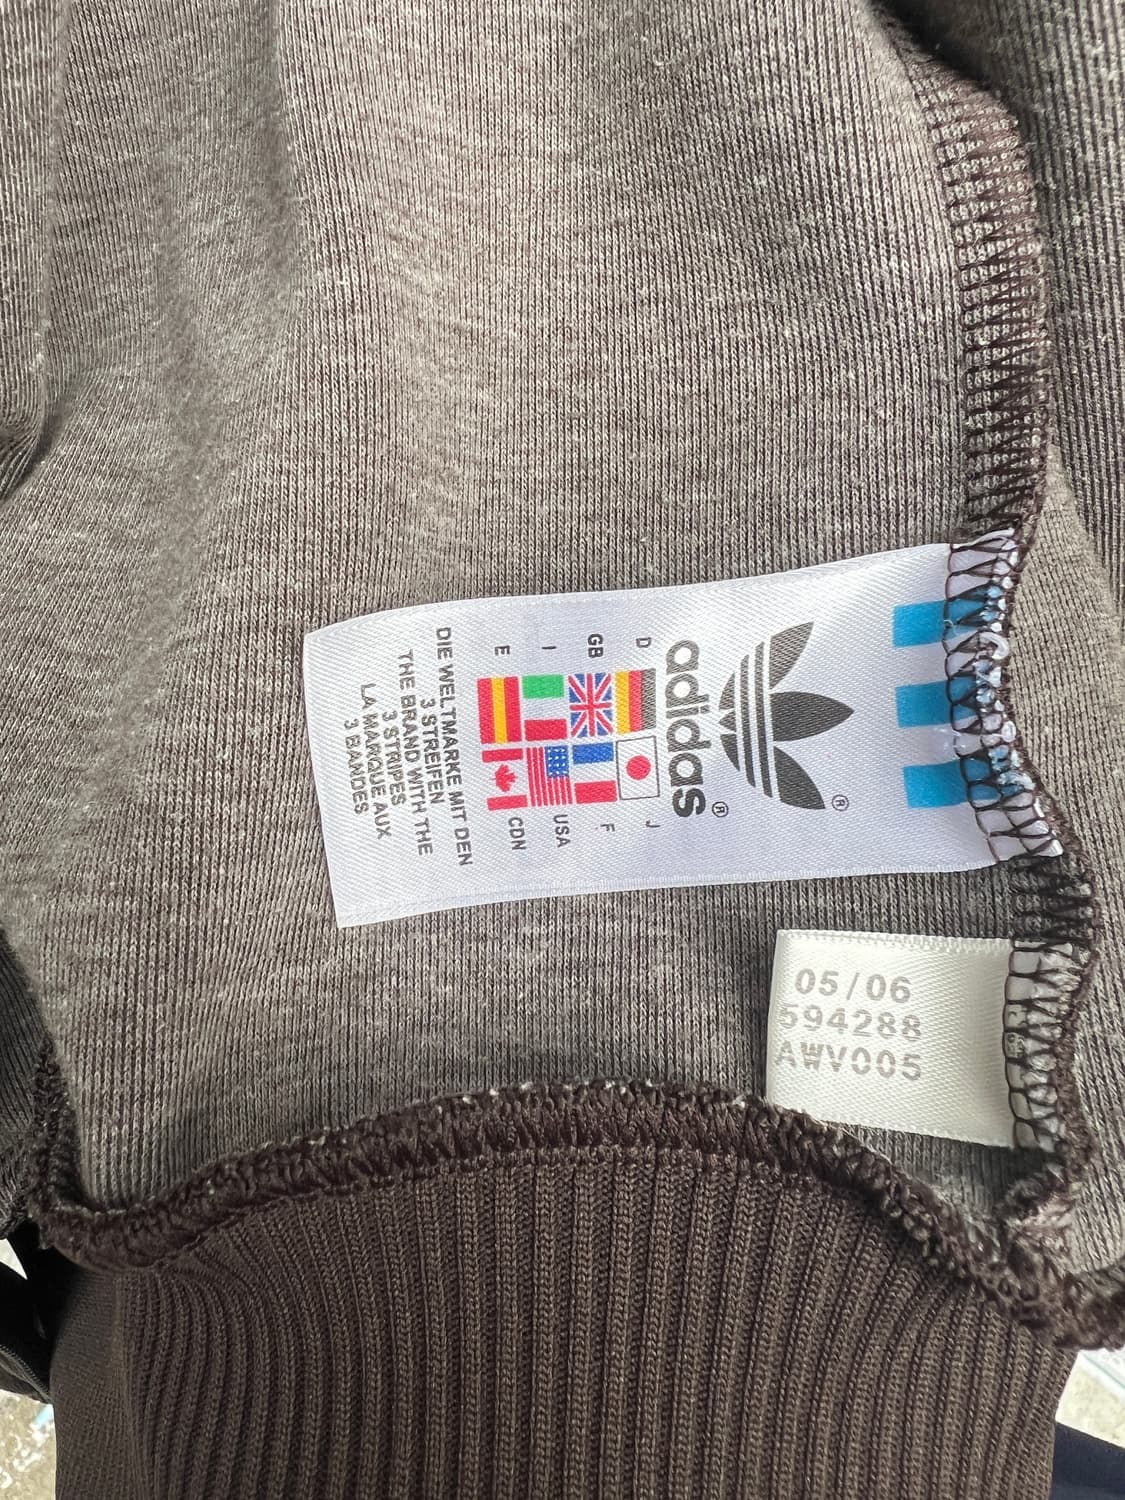 adidas®
®
D
J
GB
F
I
USA
E
CDN
DIE WELTMARKE MIT DEN
3 STREIFEN
THE BRAND WITH THE
3 STRIPES
LA MARQUE AUX
3 BANDES
05/06
594288
AWV005